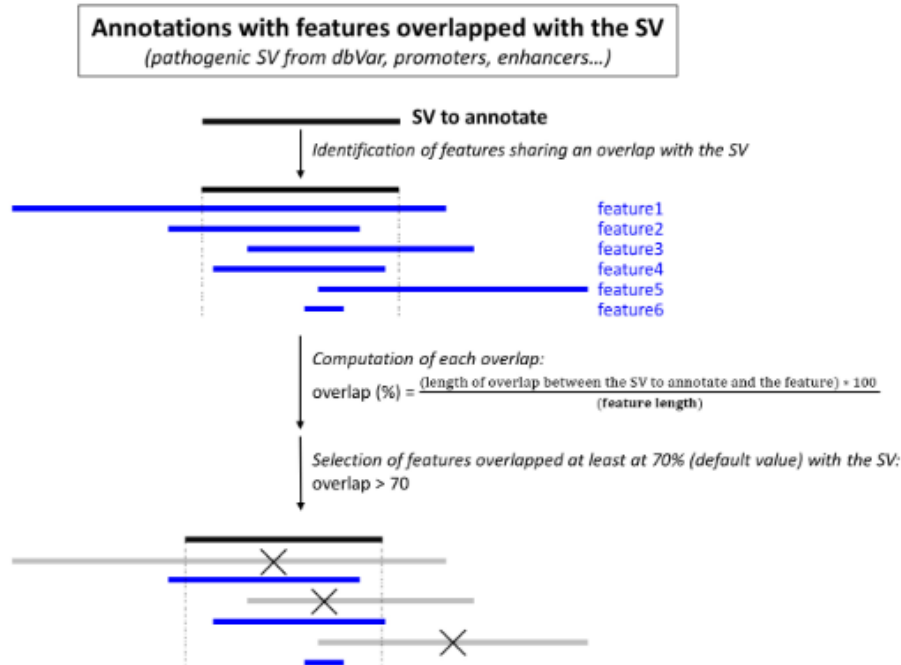 Annotations with features overlapped with the SV
(pathogenic SV from dbVar, promoters, enhancers...)
SV to annotate
Identification of features sharing an overlap with the SV
feature1
feature2
feature3
feature4
feature5
feature6
Computation of each overlap:
overlap (%) = (length of overlap between the SV to annotate and the feature) * 100
(feature length)
Selection of features overlapped at least at 70% (default value) with the SV:
overlap > 70